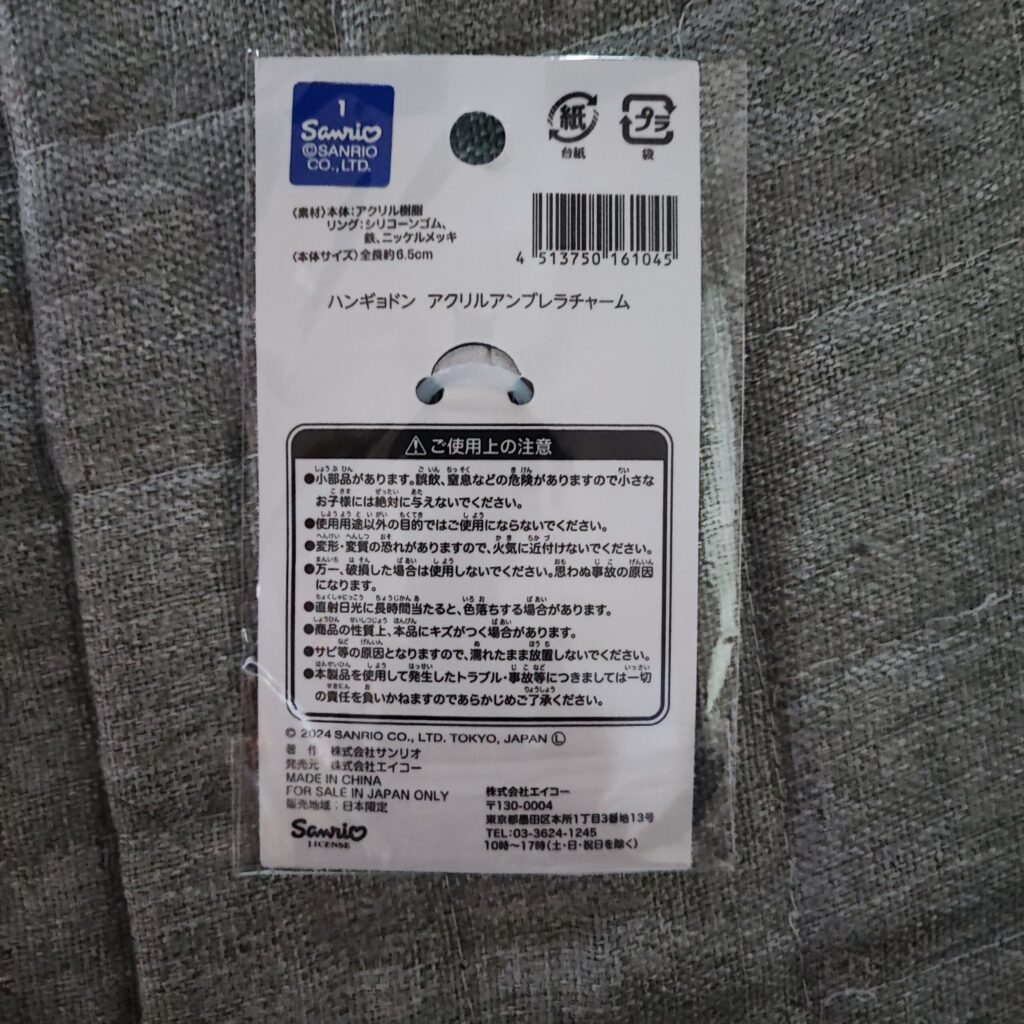 1
Sanrio
©SANRIO
CO.,LTD.
紙
台紙
プラ
袋
〈素材〉本体:アクリル樹脂
リング:シリコーンゴム、
鉄、ニッケルメッキ
〈本体サイズ〉全長約6.5cm
4 513750 161045
ハンギョドン アクリルアンブレラチャーム
⚠ご使用上の注意
●小部品があります。誤飲、窒息などの危険がありますので小さな
お子様には絶対に与えないでください。
●使用用途以外の目的ではご使用にならないでください。
●変形・変質の恐れがありますので、火気に近付けないでください。
●万一、破損した場合は使用しないでください。思わぬ事故の原因
になります。
●直射日光に長時間当たると、色落ちする場合があります。
●商品の性質上、本品にキズがつく場合があります。
●サビ等の原因となりますので、濡れたまま放置しないでください。
●本製品を使用して発生したトラブル・事故等につきましては一切
の責任を負いかねますのであらかじめご了承ください。
© 2024 SANRIO CO., LTD. TOKYO, JAPAN Ⓛ
著 作 株式会社サンリオ
発売元 株式会社エイコー
MADE IN CHINA
FOR SALE IN JAPAN ONLY
販売地域:日本限定
Sanrio
LICENSE
株式会社エイコー
〒130-0004
東京都墨田区本所1丁目3番地13号
TEL:03-3624-1245
10時〜17時(土・日・祝日を除く)